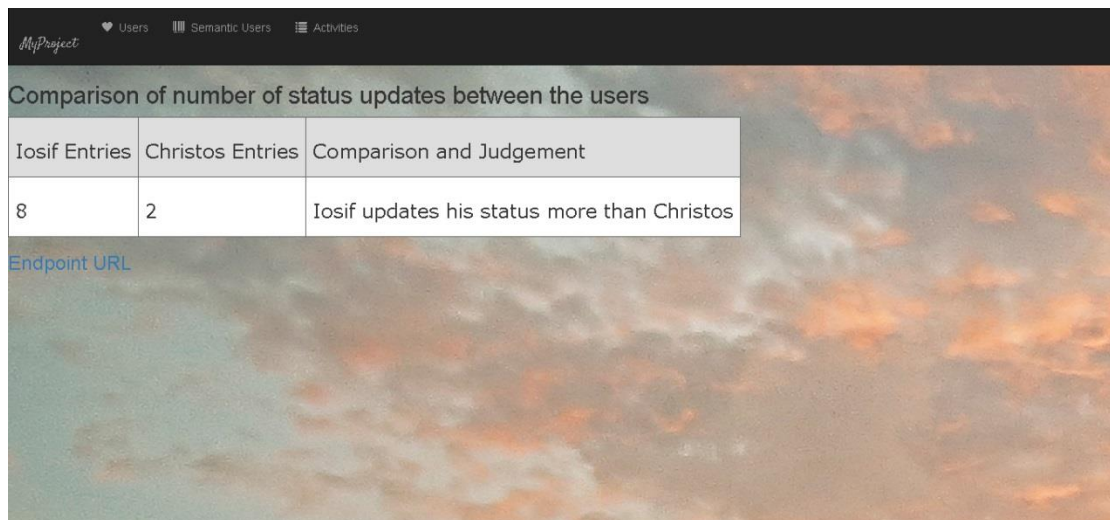 MyProject
Users Semantic Users Activities
Comparison of number of status updates between the users
Iosif Entries Christos Entries Comparison and Judgement
8 2 Iosif updates his status more than Christos
Endpoint URL